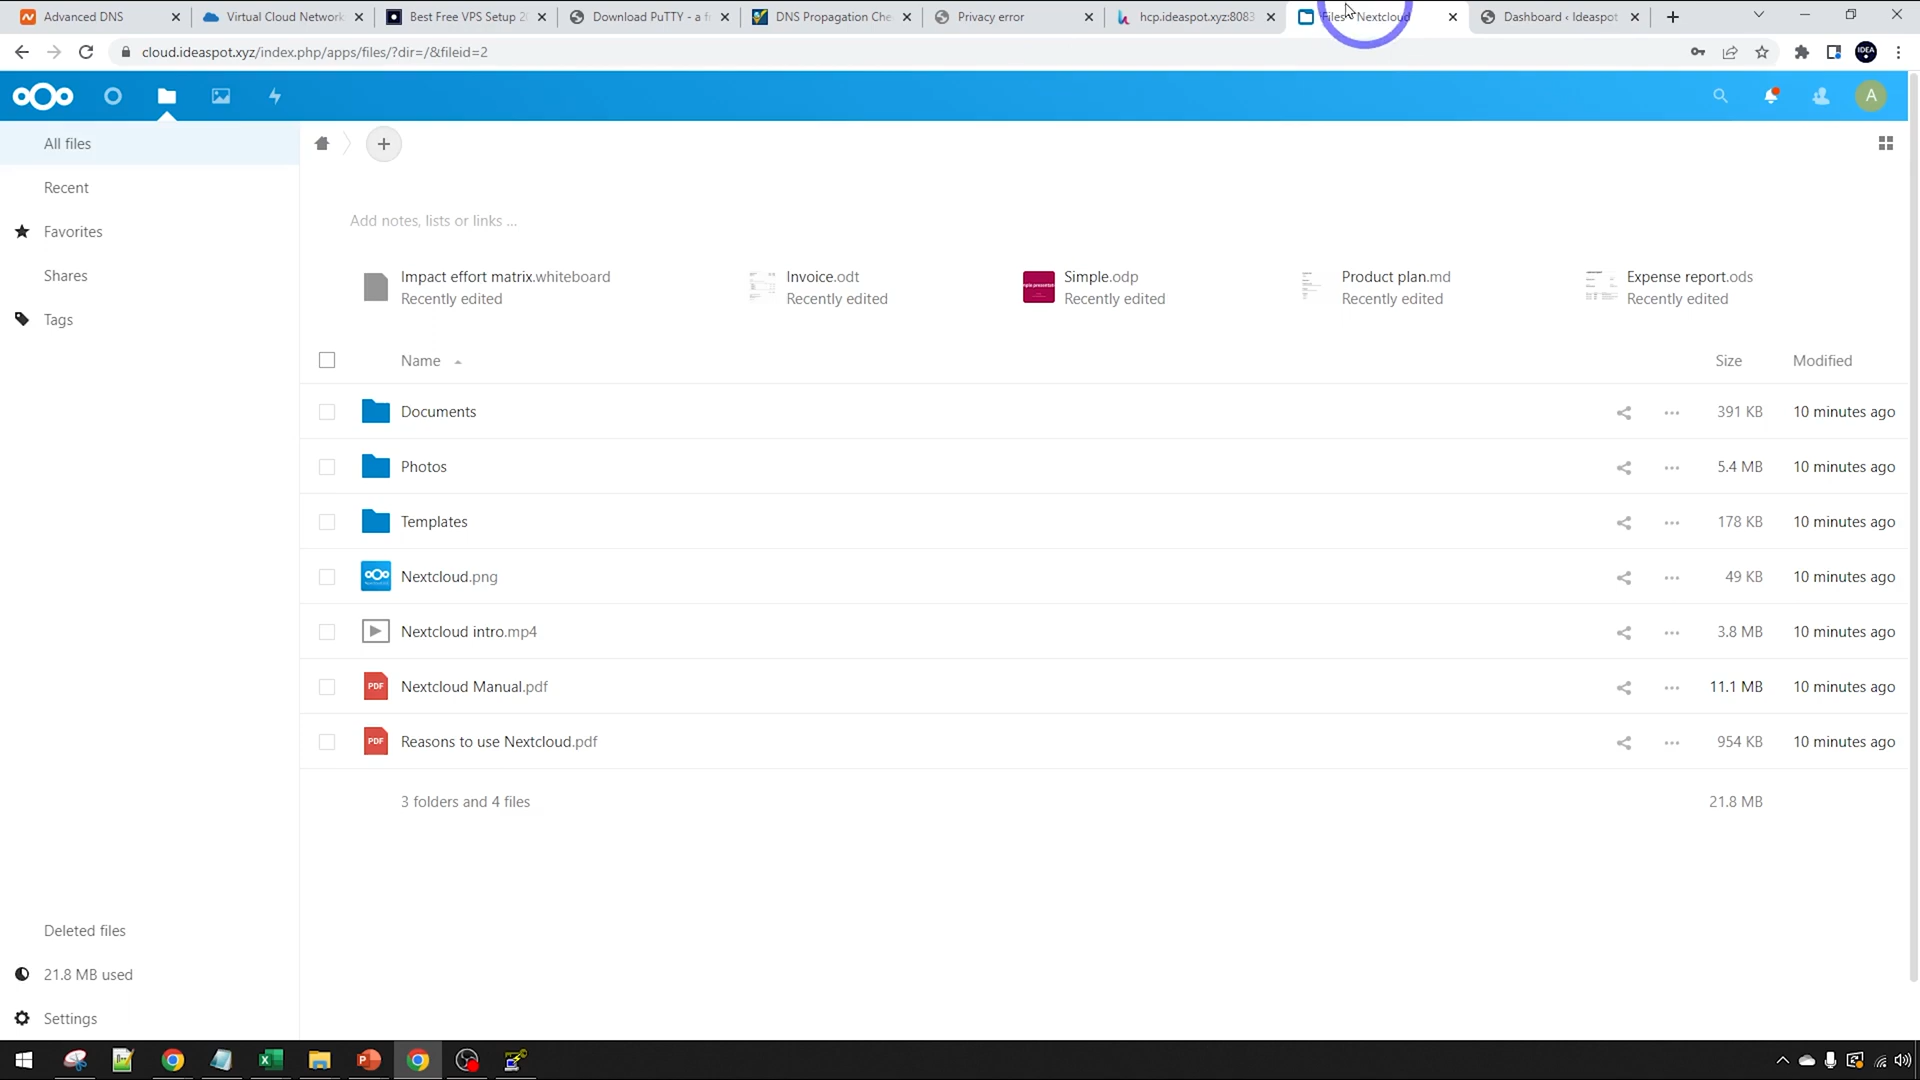 Advanced DNS
Virtual Cloud Network
Best Free VPS Setup 2
Download PuTTY - a f
DNS Propagation Che
Privacy error
hcp.ideaspot.xyz:8083
Files - Nextcloud
Dashboard ‹ Ideaspot
cloud.ideaspot.xyz/index.php/apps/files/?dir=/&fileid=2
IDEA
A
All files
Recent
Favorites
Shares
Tags
Add notes, lists or links ...
Impact effort matrix.whiteboard
Recently edited
Invoice.odt
Recently edited
Simple.odp
Recently edited
Product plan.md
Recently edited
Expense report.ods
Recently edited
Name Size Modified
Documents 391 KB 10 minutes ago
Photos 5.4 MB 10 minutes ago
Templates 178 KB 10 minutes ago
Nextcloud.png 49 KB 10 minutes ago
Nextcloud intro.mp4 3.8 MB 10 minutes ago
PDF Nextcloud Manual.pdf 11.1 MB 10 minutes ago
PDF Reasons to use Nextcloud.pdf 954 KB 10 minutes ago
3 folders and 4 files 21.8 MB
Deleted files
21.8 MB used
Settings